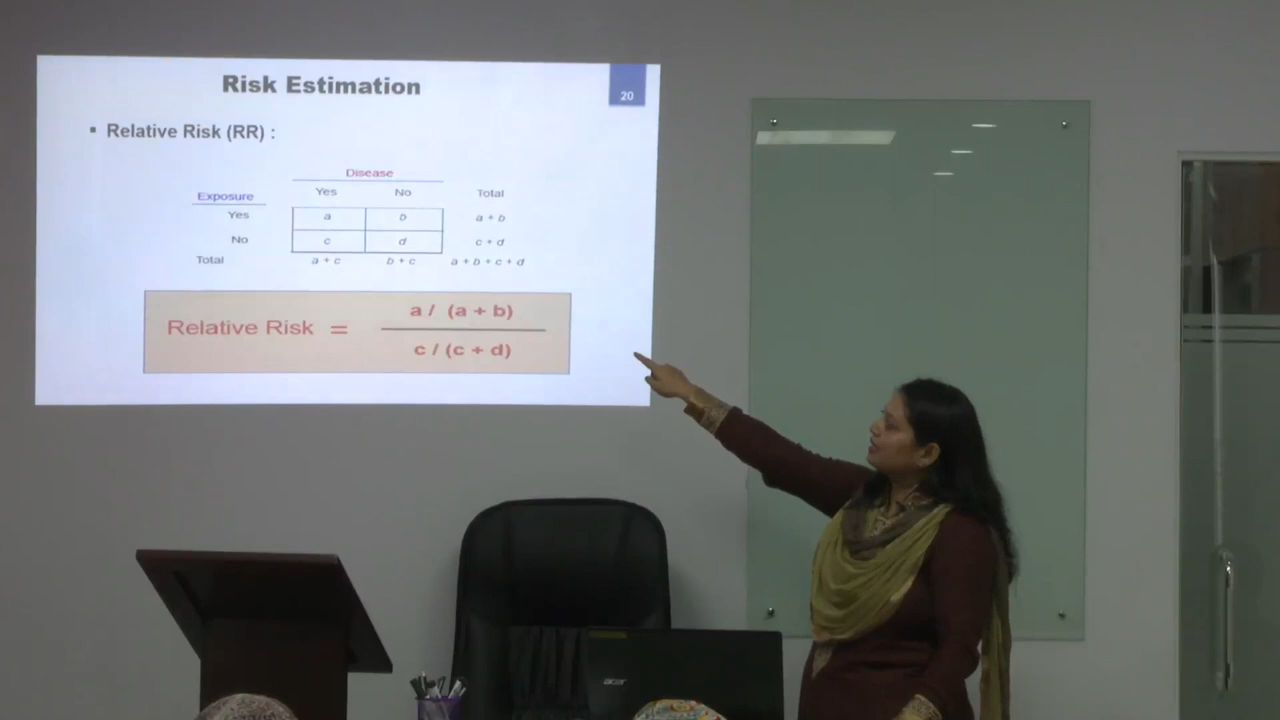 Risk Estimation
20
▪ Relative Risk (RR) :
Disease
Exposure Yes No Total
Yes a b a + b
No c d c + d
Total a + c b + c a + b + c + d
a / (a + b)
Relative Risk =
c / (c + d)
acer